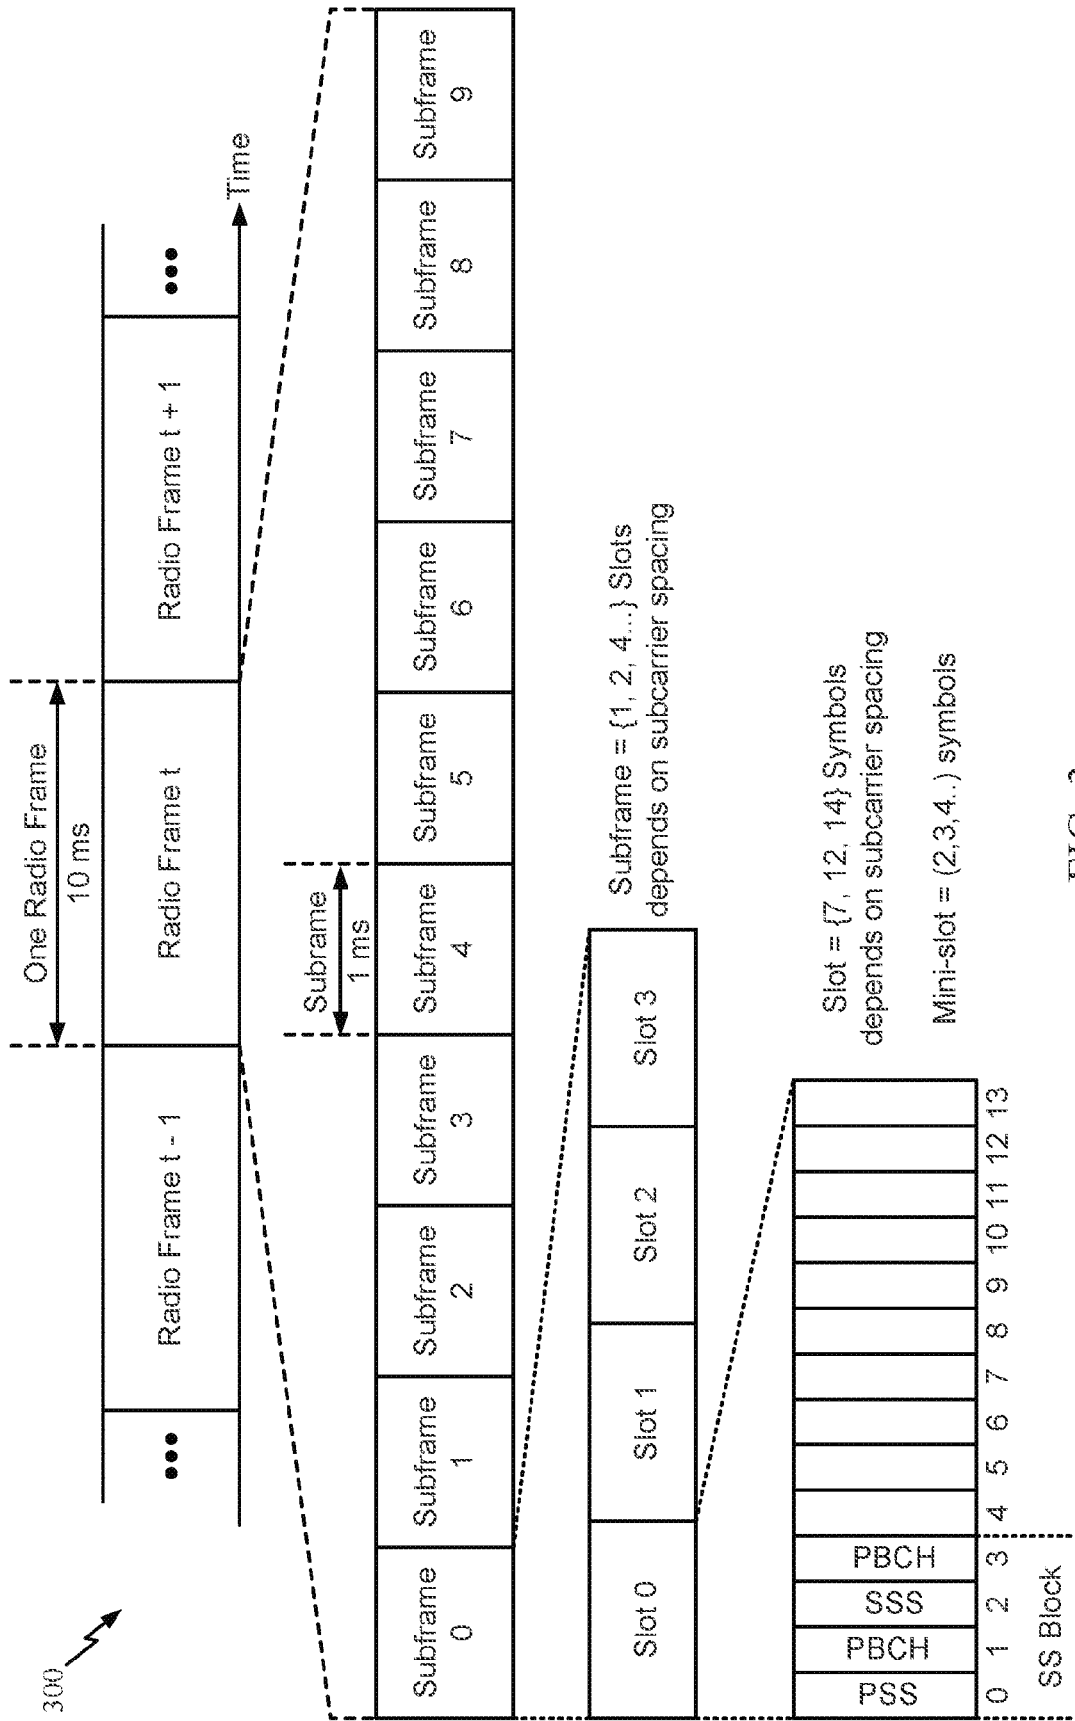 300
One Radio Frame
10 ms
Radio Frame t - 1
Radio Frame t
Radio Frame t + 1
Time
Subrame
1 ms
Subframe
0
Subframe
1
Subframe
2
Subframe
3
Subframe
4
Subframe
5
Subframe
6
Subframe
7
Subframe
8
Subframe
9
Slot 0
Slot 1
Slot 2
Slot 3
Subframe = {1, 2, 4...} Slots
depends on subcarrier spacing
PSS
PBCH
SSS
PBCH
0 1 2 3 4 5 6 7 8 9 10 11 12 13
SS Block
Slot = {7, 12, 14} Symbols
depends on subcarrier spacing
Mini-slot = (2,3,4..) symbols